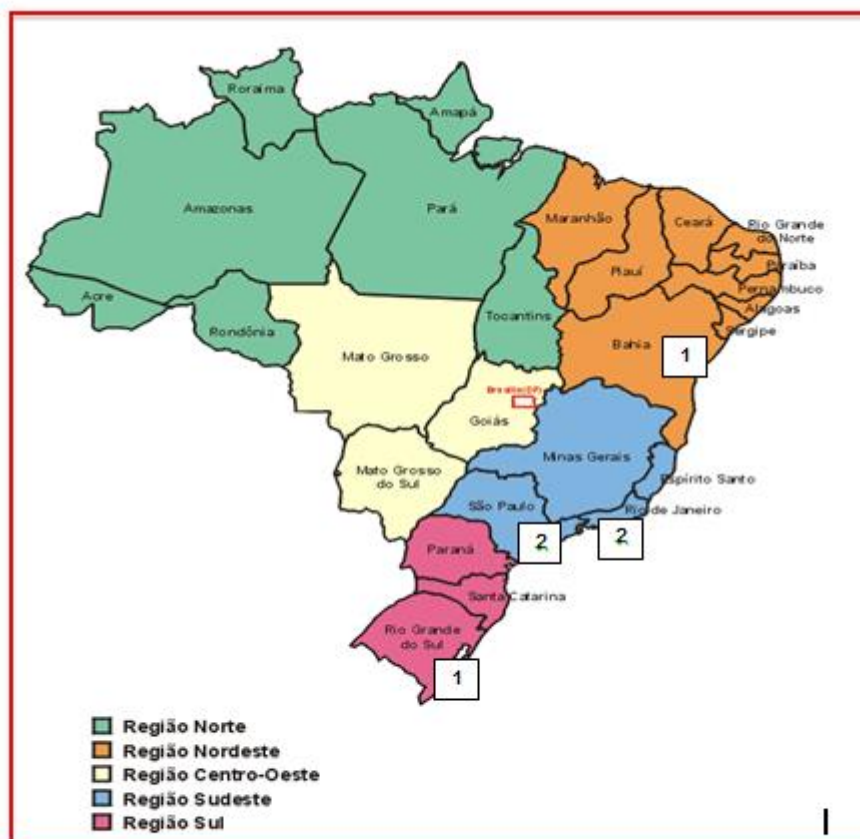 Roraima
Amapá
Amazonas
Pará
Maranhão
Ceará
Rio Grande
do Norte
Paraíba
Piauí
Pernambuco
Acre
Alagoas
Rondônia
Tocantins
Sergipe
Bahia
1
Mato Grosso
Brasília(DF)
Goiás
Mato Grosso
do Sul
Minas Gerais
Espírito Santo
São Paulo
Rio de Janeiro
2
2
Paraná
Santa Catarina
Rio Grande
do Sul
1
Região Norte
Região Nordeste
Região Centro-Oeste
Região Sudeste
Região Sul